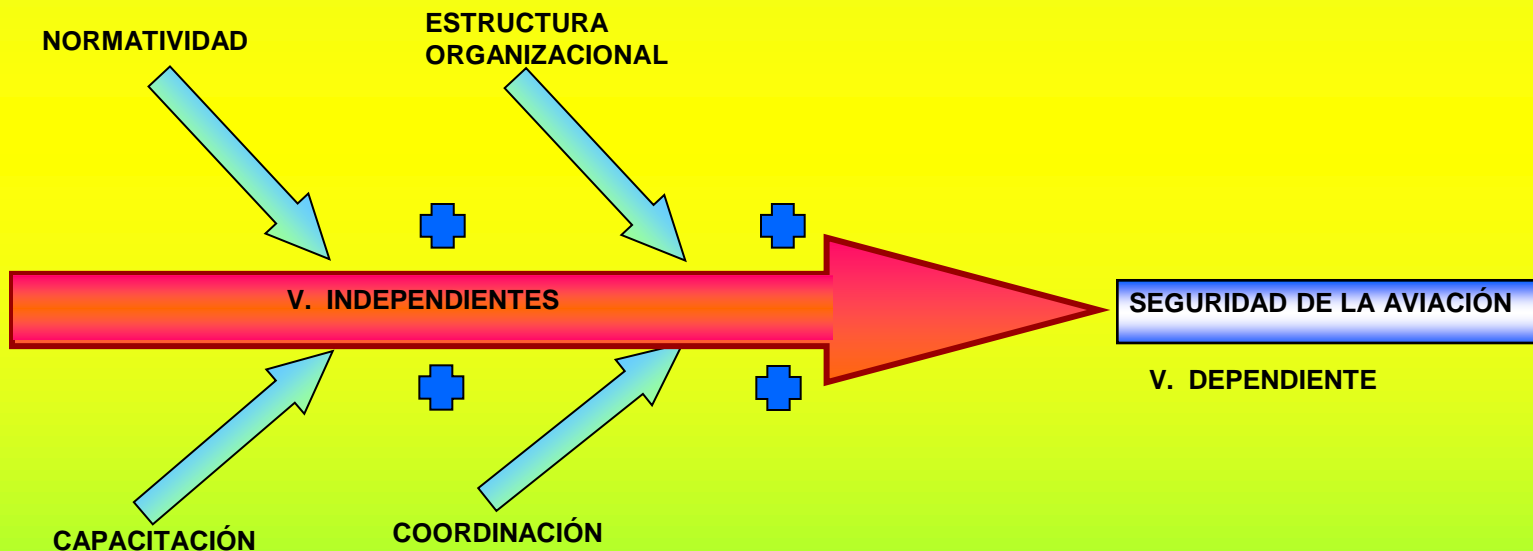 NORMATIVIDAD
ESTRUCTURA
ORGANIZACIONAL
V. INDEPENDIENTES
SEGURIDAD DE LA AVIACIÓN
V. DEPENDIENTE
CAPACITACIÓN
COORDINACIÓN